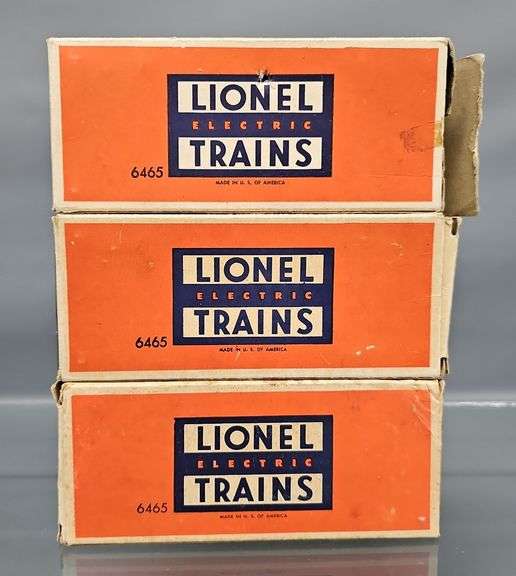 LIONEL
ELECTRIC
TRAINS
6465
MADE IN U. S. OF AMERICA
LIONEL
ELECTRIC
TRAINS
6465
MADE IN U. S. OF AMERICA
LIONEL
ELECTRIC
TRAINS
6465
MADE IN U. S. OF AMERICA